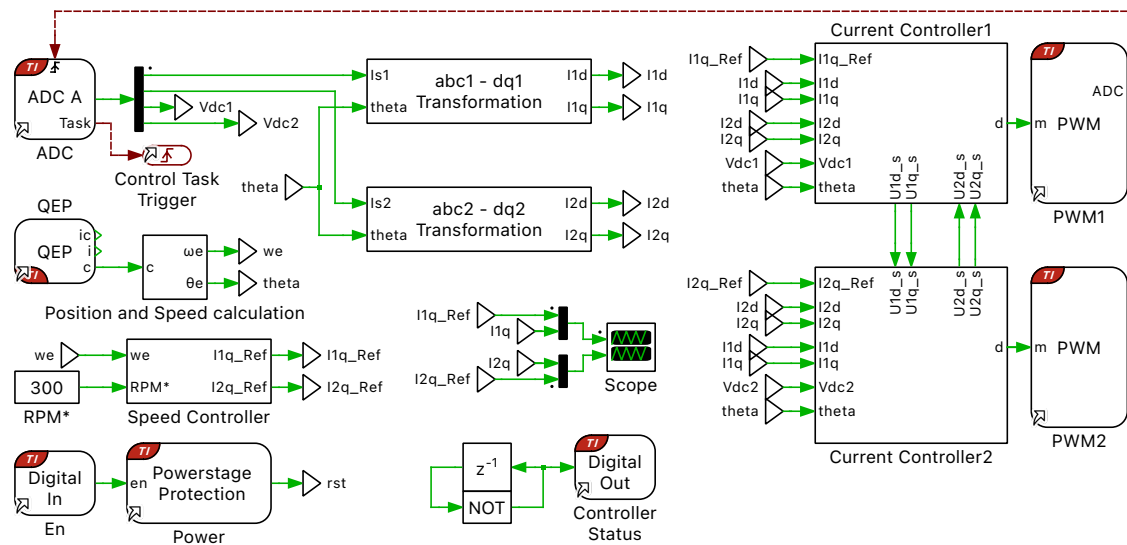 TI
ADC A
Task
ADC
Vdc1
Vdc2
Control Task
Trigger
Is1
theta
abc1 - dq1
Transformation
I1d
I1q
I1d
I1q
theta
Is2
theta
abc2 - dq2
Transformation
I2d
I2q
I2d
I2q
QEP
QEP
TI
ic
i
c
c
ωe
θe
we
theta
Position and Speed calculation
we
300
RPM*
we
RPM*
I1q_Ref
I2q_Ref
I1q_Ref
I2q_Ref
Speed Controller
TI
Digital
In
En
TI
en
Powerstage
Protection
rst
Power
I1q_Ref
I1q
I2q
I2q_Ref
Scope
z⁻¹
NOT
TI
Digital
Out
Controller
Status
Current Controller1
I1q_Ref
I1d
I1q
I2d
I2q
Vdc1
theta
I1q_Ref
I1d
I1q
I2d
I2q
Vdc1
theta
U1d_s
U1q_s
U2d_s
U2q_s
d
TI
ADC
m
PWM
PWM1
I2q_Ref
I2d
I2q
I1d
I1q
Vdc2
theta
I2q_Ref
I2d
I2q
I1d
I1q
Vdc2
theta
U1d_s
U1q_s
U2d_s
U2q_s
d
Current Controller2
TI
m
PWM
PWM2